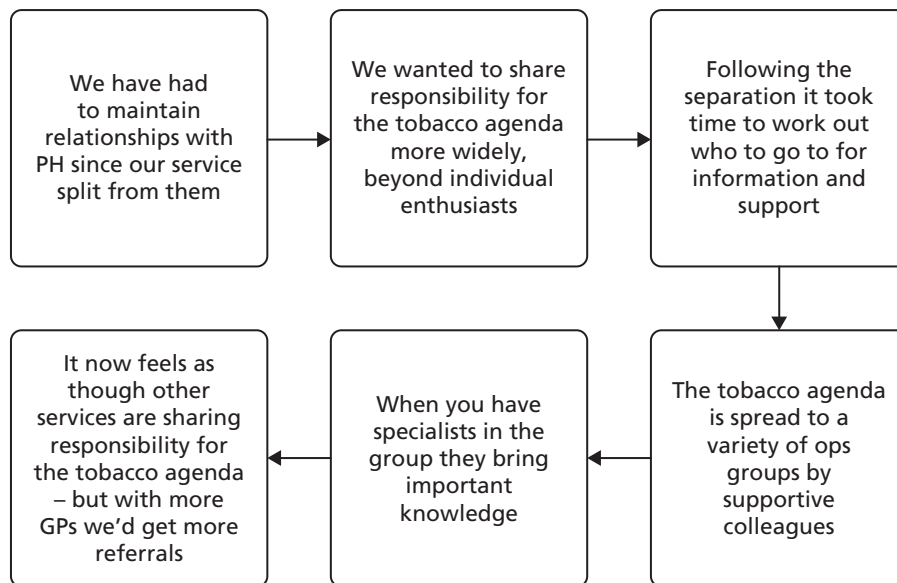 We have had
to maintain
relationships with
PH since our service
split from them
We wanted to share
responsibility for
the tobacco agenda
more widely,
beyond individual
enthusiasts
Following the
separation it took
time to work out
who to go to for
information and
support
The tobacco agenda
is spread to a
variety of ops
groups by
supportive
colleagues
When you have
specialists in the
group they bring
important
knowledge
It now feels as
though other
services are sharing
responsibility for
the tobacco agenda
– but with more
GPs we’d get more
referrals